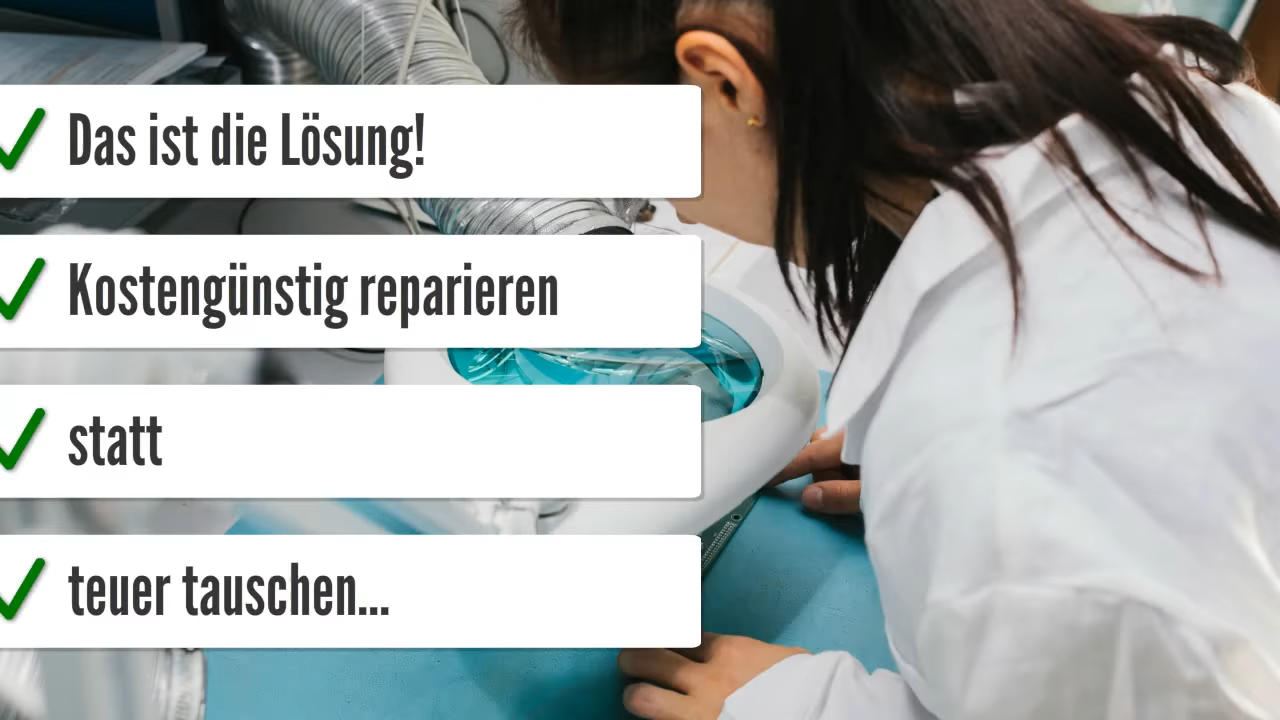 Das ist die Lösung!
Kostengünstig reparieren
statt
teuer tauschen...